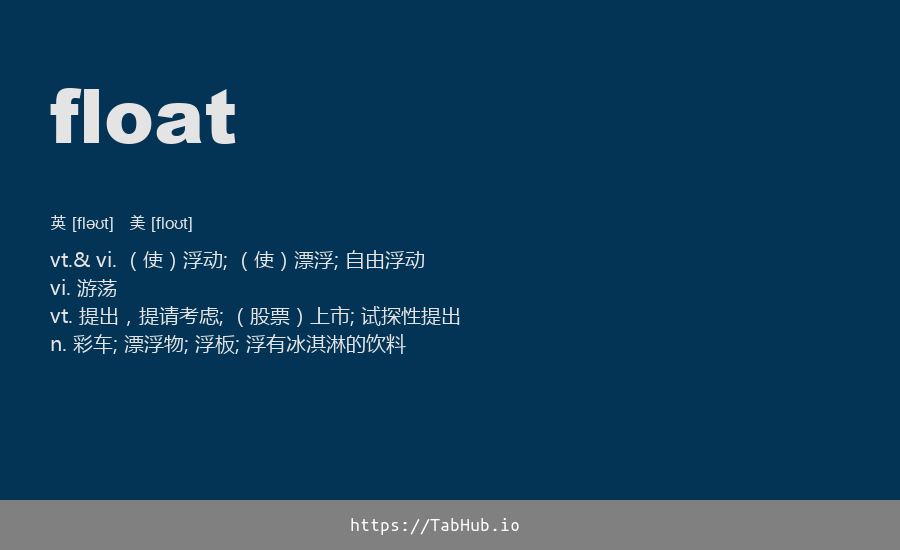 float
英 [fləʊt] 美 [floʊt]
vt.& vi. （使）浮动; （使）漂浮; 自由浮动
vi. 游荡
vt. 提出，提请考虑; （股票）上市; 试探性提出
n. 彩车; 漂浮物; 浮板; 浮有冰淇淋的饮料
https://TabHub.io